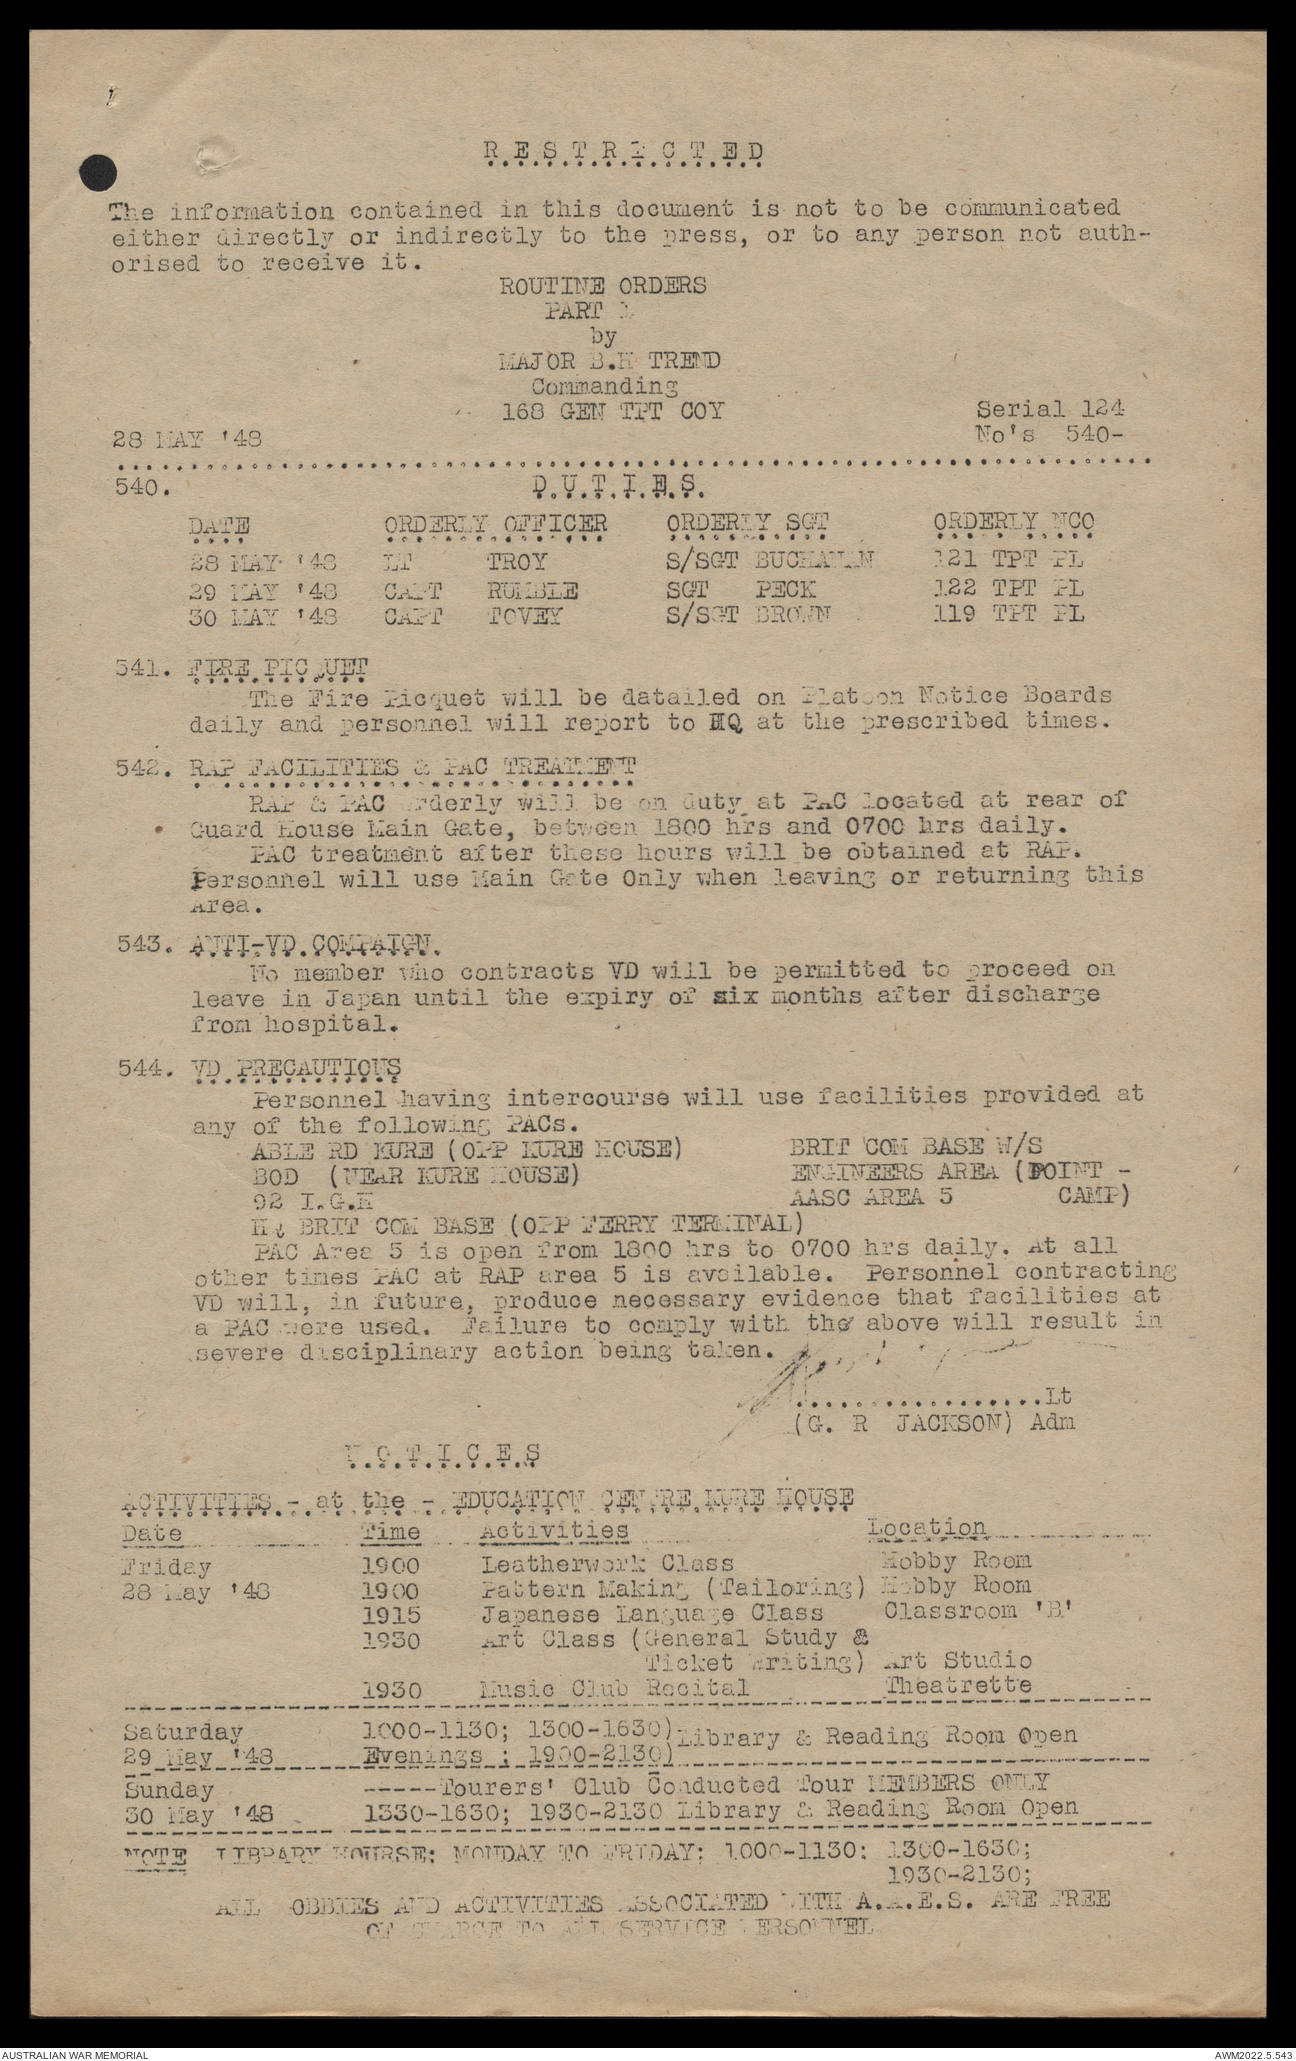 R.E.S.T.R.I.C.T.E.D
The information contained in this document is not to be communicated
either directly or indirectly to the press, or to any person not auth-
orised to receive it.
ROUTINE ORDERS
PART 1
by
MAJOR B.H TREND
Commanding
168 GEN TPT COY
Serial 124
28 MAY '48
No's 540-
540. D.U.T.I.E.S.
DATE ORDERLY OFFICER ORDERLY SGT ORDERLY NCO
28 MAY '48 LT TROY S/SGT BUCHANAN 121 TPT PL
29 MAY '48 CAPT RUMBLE SGT PECK 122 TPT PL
30 MAY '48 CAPT TOVEY S/SGT BROWN 119 TPT PL
541. FIRE PICQUET
The Fire Picquet will be datailed on Platoon Notice Boards
daily and personnel will report to HQ at the prescribed times.
542. RAP FACILITIES & PAC TREATMENT
RAP & PAC orderly will be on duty at PAC located at rear of
Guard House Main Gate, between 1800 hrs and 0700 hrs daily.
PAC treatment after these hours will be obtained at RAP.
Personnel will use Main Gate Only when leaving or returning this
Area.
543. ANTI-VD COMPAIGN.
No member who contracts VD will be permitted to proceed on
leave in Japan until the expiry of six months after discharge
from hospital.
544. VD PRECAUTIONS
Personnel having intercourse will use facilities provided at
any of the following PACs.
ABLE RD KURE (OPP KURE HOUSE) BRIT COM BASE W/S
BOD (NEAR KURE HOUSE) ENGINEERS AREA (POINT -
92 I.G.H AASC AREA 5 CAMP)
HQ BRIT COM BASE (OPP FERRY TERMINAL)
PAC Area 5 is open from 1800 hrs to 0700 hrs daily. At all
other times PAC at RAP area 5 is available. Personnel contracting
VD will, in future, produce necessary evidence that facilities at
a PAC were used. Failure to comply with the above will result in
severe disciplinary action being taken.
..................Lt
(G. R JACKSON) Adm
N.O.T.I.C.E.S
ACTIVITIES - at the - EDUCATION CENTRE KURE HOUSE
Date Time Activities Location
Friday 1900 Leatherwork Class Hobby Room
28 May '48 1900 Pattern Making (Tailoring) Hobby Room
1915 Japanese Language Class Classroom 'B'
1930 Art Class (General Study &
Ticket Writing) Art Studio
1930 Music Club Recital Theatrette
Saturday 1000-1130; 1300-1630) Library & Reading Room Open
29 May '48 Evenings ; 1900-2130)
Sunday -----Tourers' Club Conducted Tour MEMBERS ONLY
30 May '48 1330-1630; 1930-2130 Library & Reading Room Open
NOTE LIBRARY HOURSE: MONDAY TO FRIDAY: 1000-1130: 1300-1630;
1930-2130;
ALL HOBBIES AND ACTIVITIES ASSOCIATED WITH A.A.E.S. ARE FREE
OF CHARGE TO ALL SERVICE PERSONNEL
AUSTRALIAN WAR MEMORIAL
AWM2022.5.543